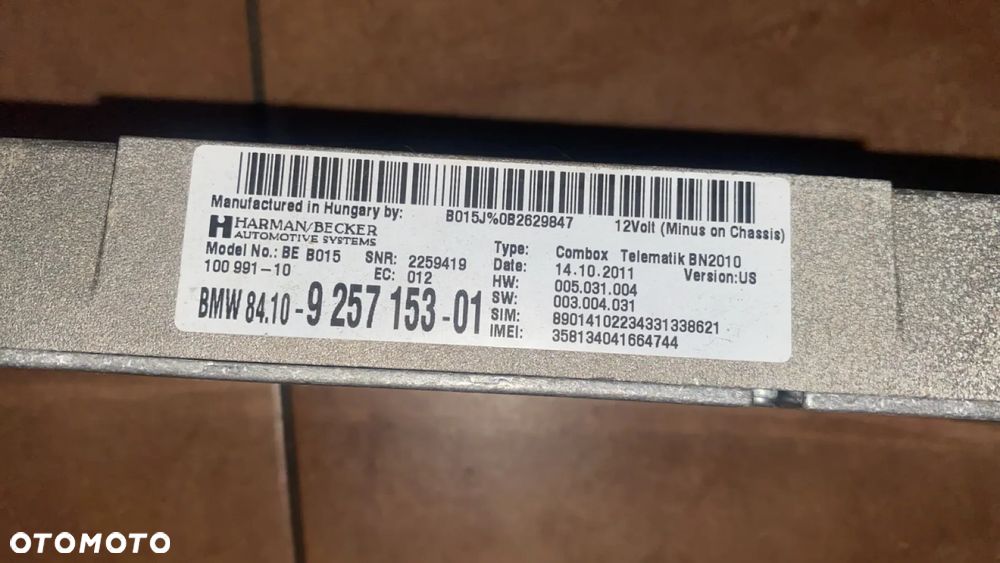 Manufactured in Hungary by: B015J%0B2629847 12Volt (Minus on Chassis)
HARMAN/BECKER
AUTOMOTIVE SYSTEMS
Model No.: BE B015 SNR: 2259419
100 991-10 EC: 012
BMW 84.10 - 9 257 153 - 01
Type: Combox Telematik BN2010
Date: 14.10.2011 Version:US
HW: 005.031.004
SW: 003.004.031
SIM: 89014102234331338621
IMEI: 358134041664744
OTOMOTO